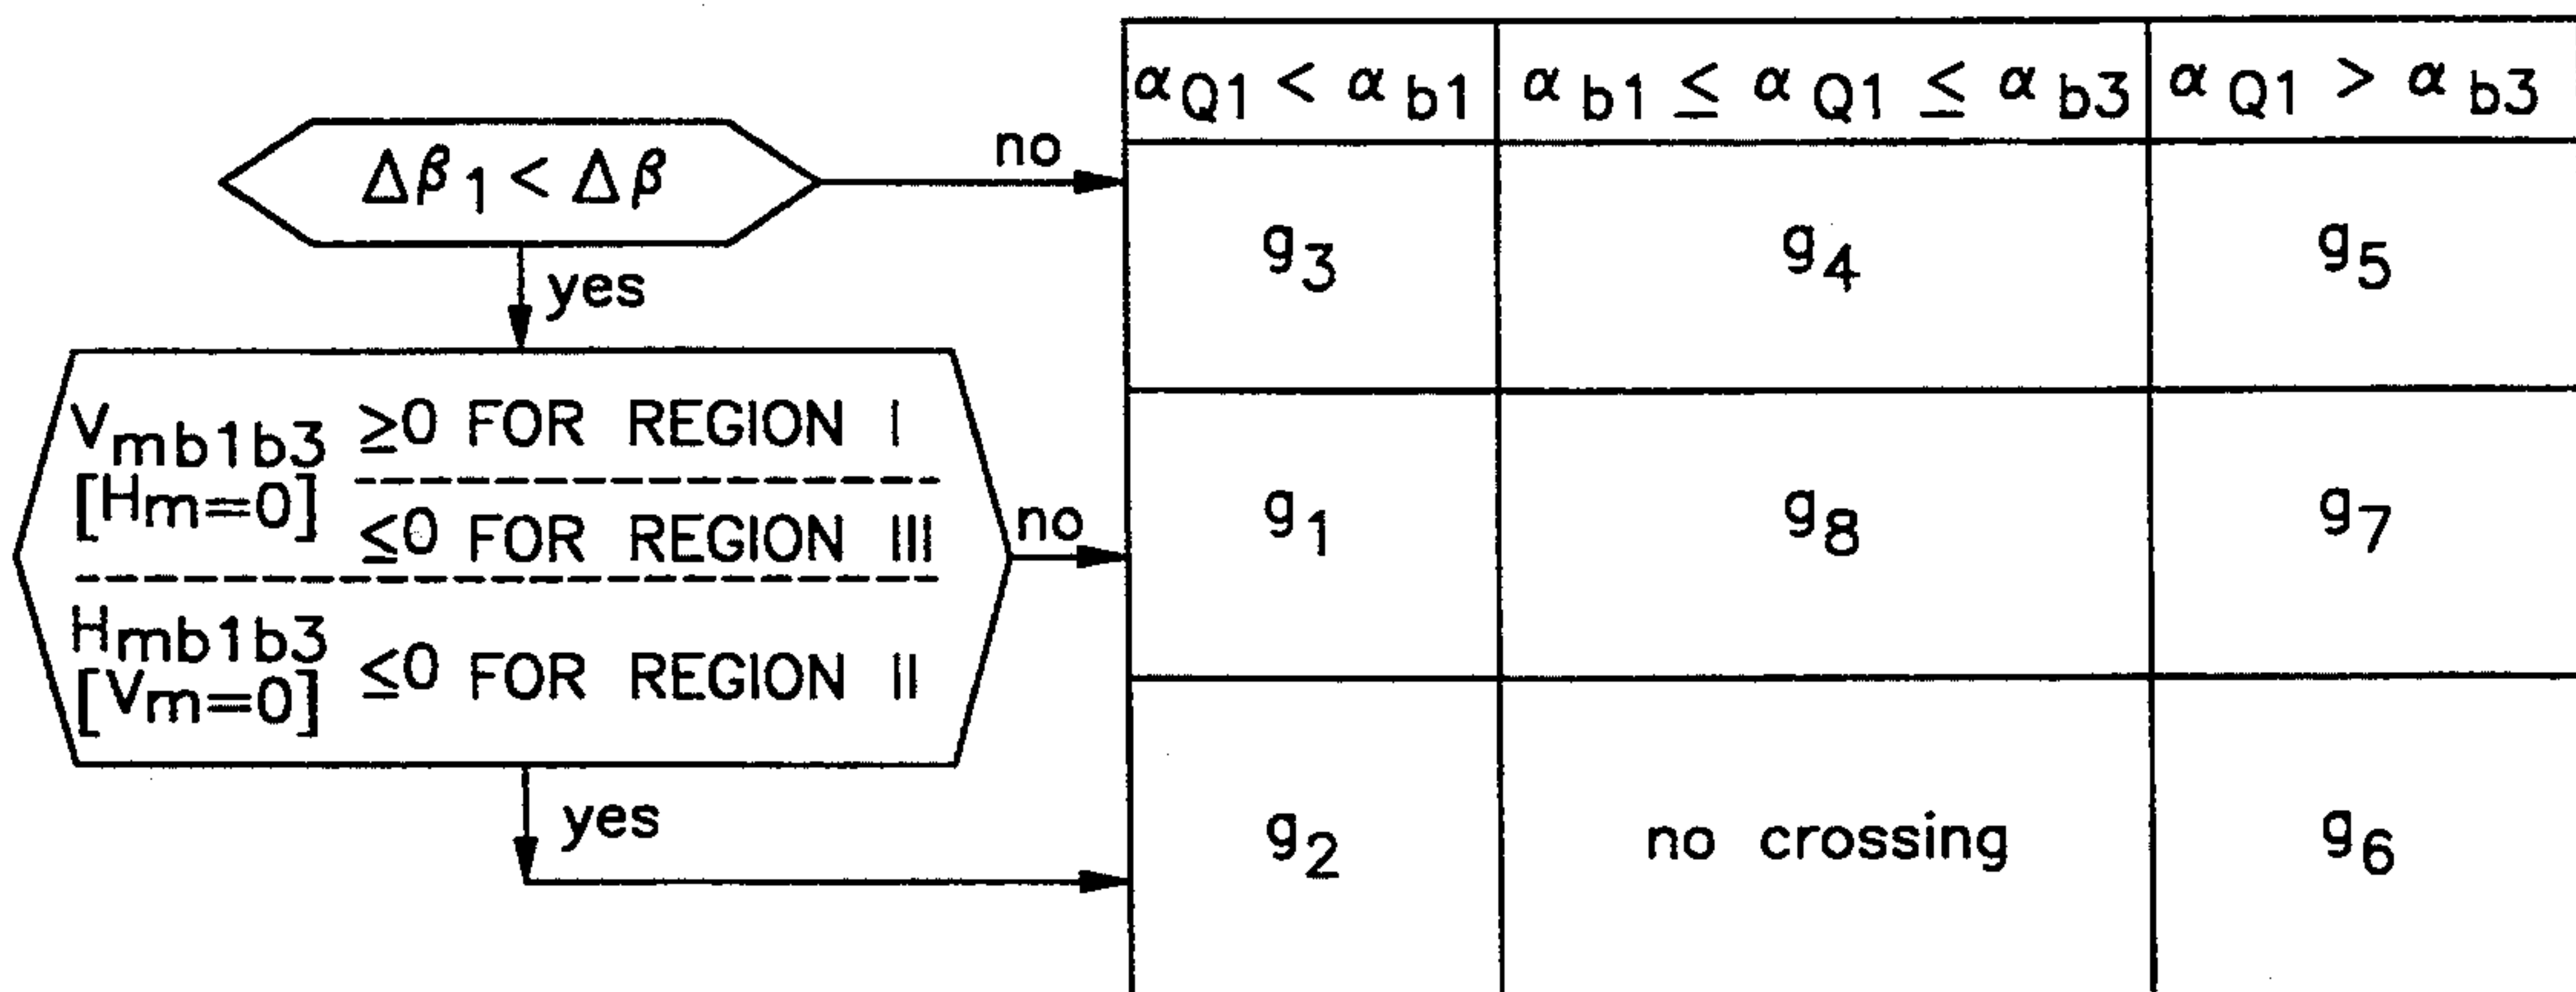 Δβ1 < Δβ
no
yes
Vmb1b3 ≥0 FOR REGION I
[Hm=0]
≤0 FOR REGION III
Hmb1b3
[Vm=0] ≤0 FOR REGION II
no
yes
αQ1 < αb1 αb1 ≤ αQ1 ≤ αb3 αQ1 > αb3
g3 g4 g5
g1 g8 g7
g2 no crossing g6